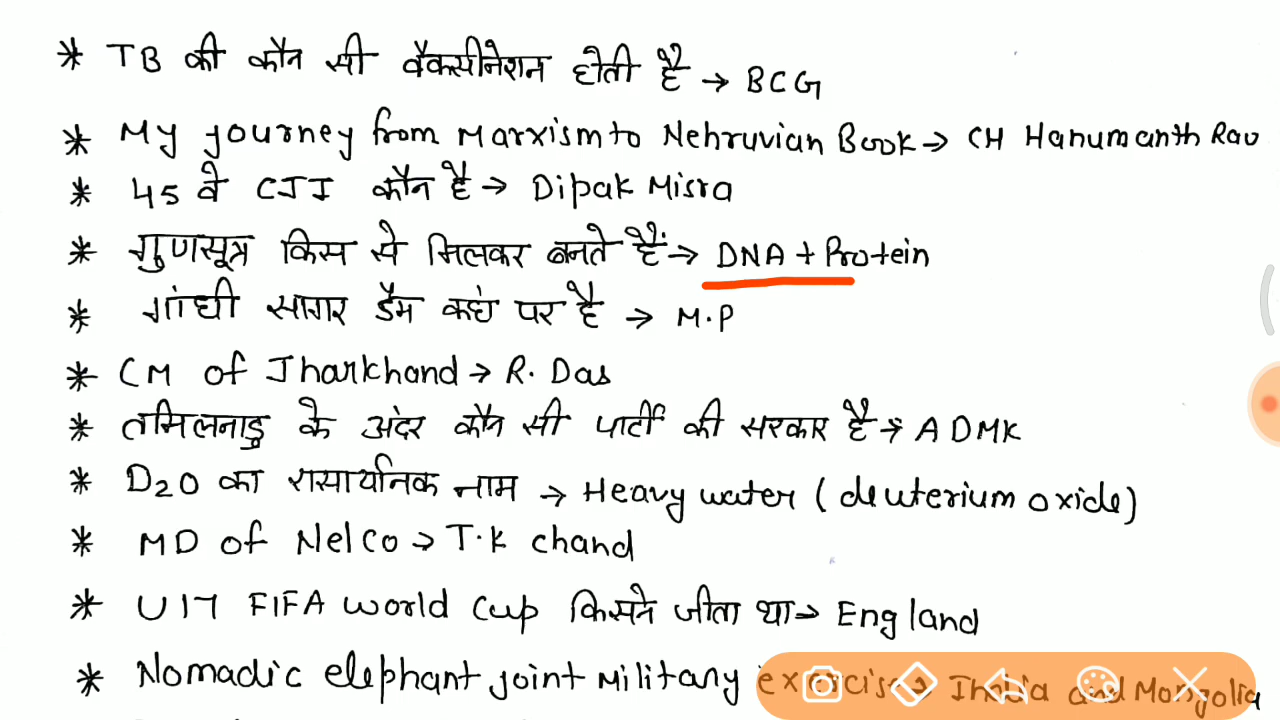 * TB की कौन सी वैक्सीनेशन होती है → BCG
* My journey from Marxism to Nehruvian Book → CH Hanumanth Rao
* 45 वे CJI कौन है → Dipak Misra
* गुणसूत्र किस से मिलकर बनते हैं → DNA + Protein
* गांधी सागर डैम कहां पर है → M.P
* CM of Jharkhand → R. Das
* तमिलनाडु के अंदर कौन सी पार्टी की सरकार है → ADMK
* D2O का रासायनिक नाम → Heavy water (deuterium oxide)
* MD of Nelco → T.K chand
* U17 FIFA world cup किसने जीता था → England
* Nomadic elephant joint military exercise → India and Mongolia